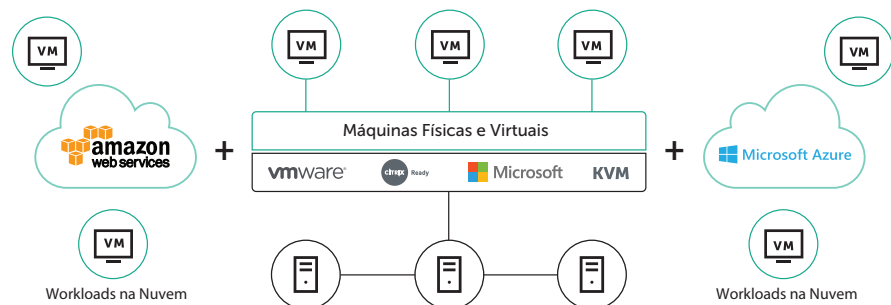 VM
VM
VM
VM
VM
Máquinas Físicas e Virtuais
amazon
web services
+
+
Microsoft Azure
vmware®
citrix Ready
Microsoft
KVM
VM
VM
Workloads na Nuvem
Workloads na Nuvem